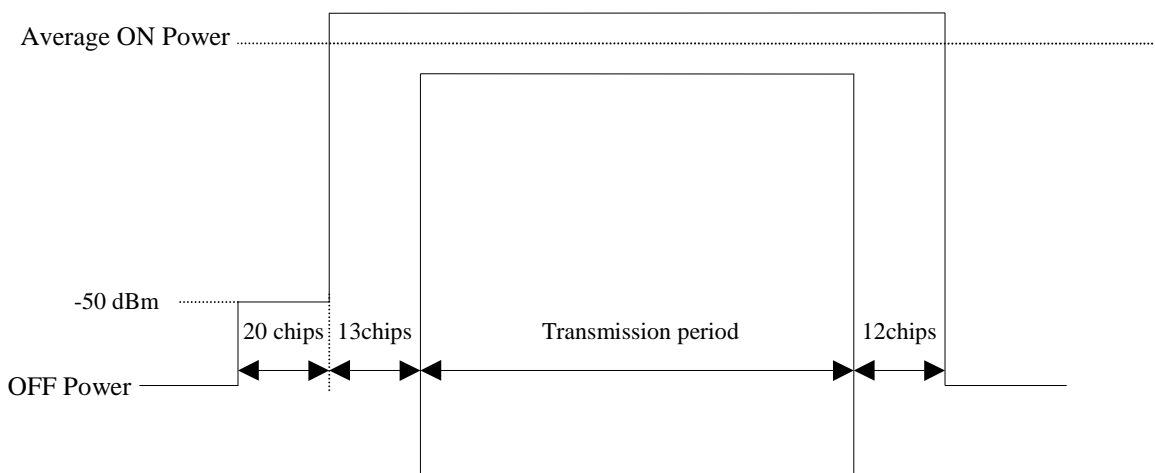 Average ON Power
-50 dBm
20 chips 13chips Transmission period 12chips
OFF Power